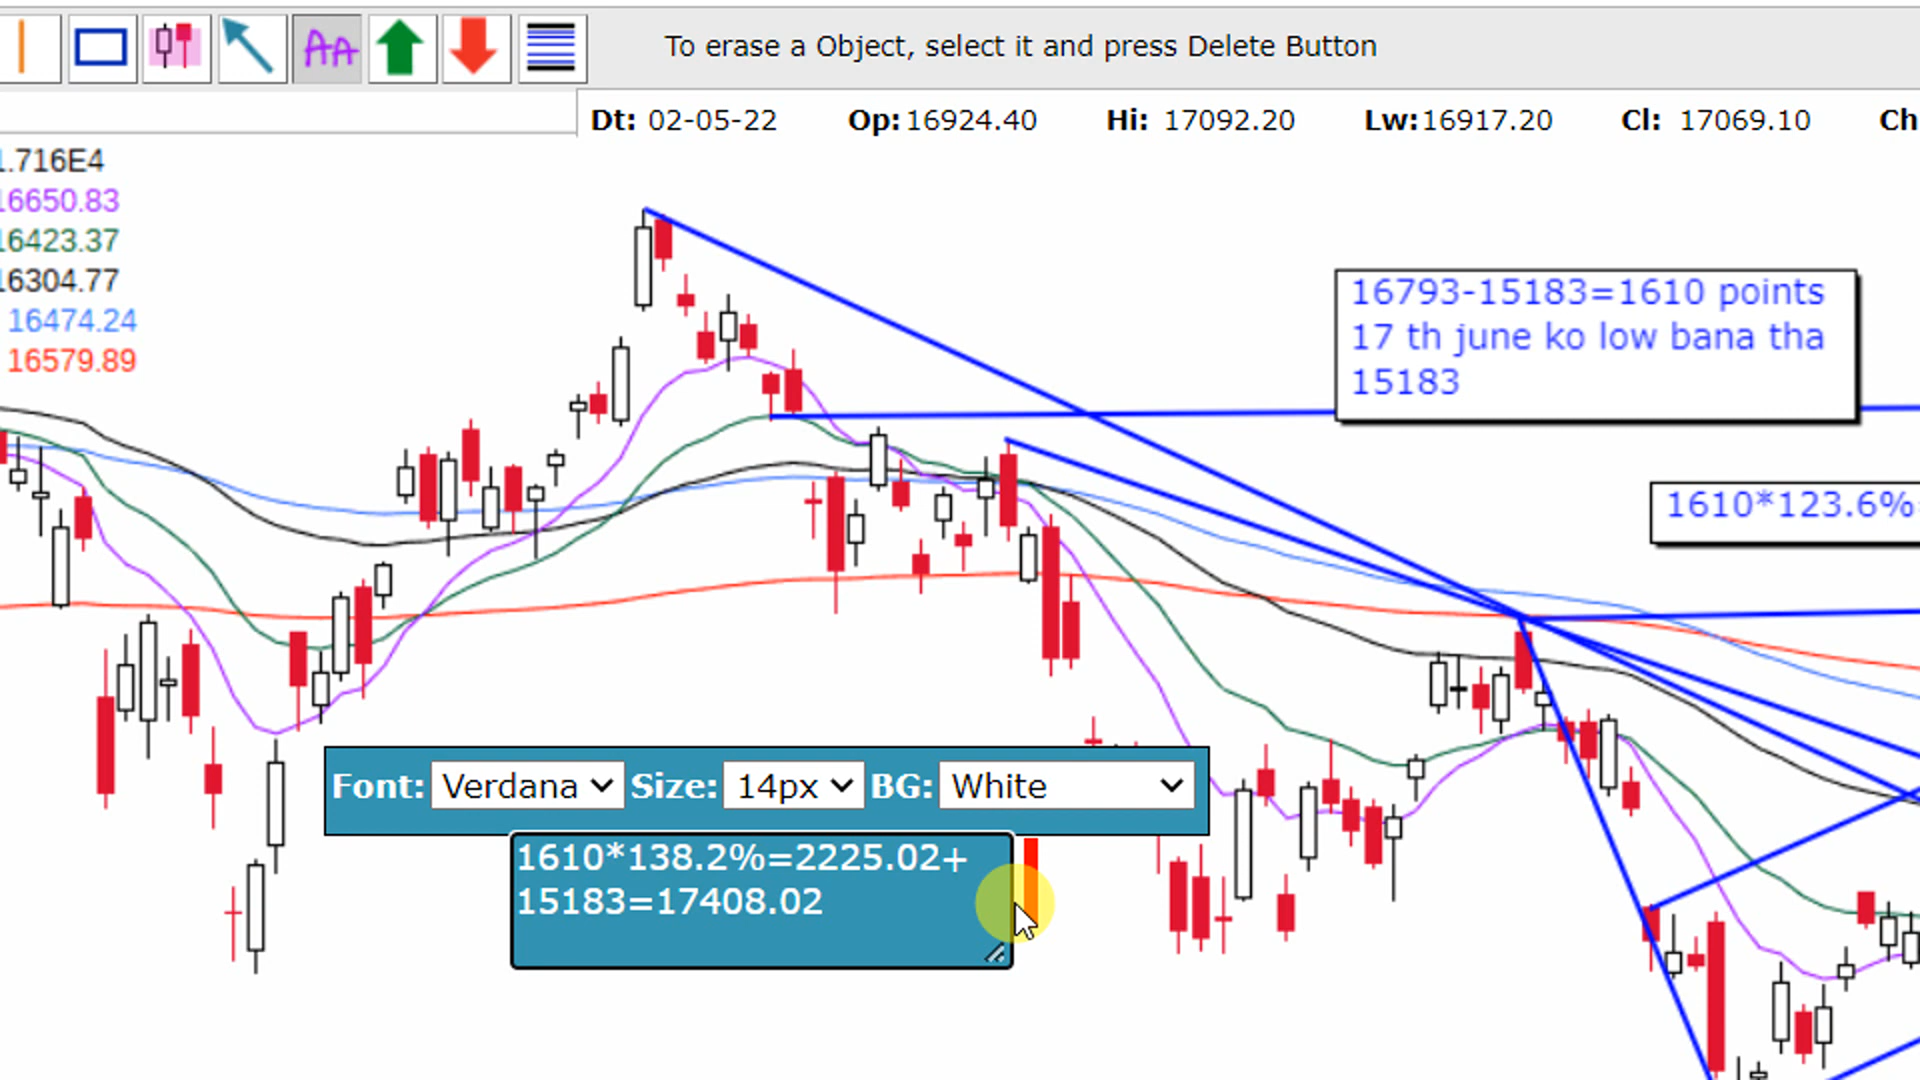 AA
To erase a Object, select it and press Delete Button
Dt: 02-05-22 Op: 16924.40 Hi: 17092.20 Lw: 16917.20 Cl: 17069.10 Ch
1.716E4
16650.83
16423.37
16304.77
16474.24
16579.89
16793-15183=1610 points
17 th june ko low bana tha
15183
1610*123.6%
Font: Verdana Size: 14px BG: White
1610*138.2%=2225.02+
15183=17408.02